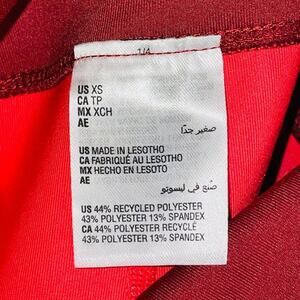 1/4
US XS
CA TP
MX XCH
AE
صغير جدًا
US MADE IN LESOTHO
CA FABRIQUÉ AU LESOTHO
MX HECHO EN LESOTO
AE
صُنع في ليسوتو
US 44% RECYCLED POLYESTER
43% POLYESTER 13% SPANDEX
CA 44% POLYESTER RECYCLÉ
43% POLYESTER 13% SPANDEX